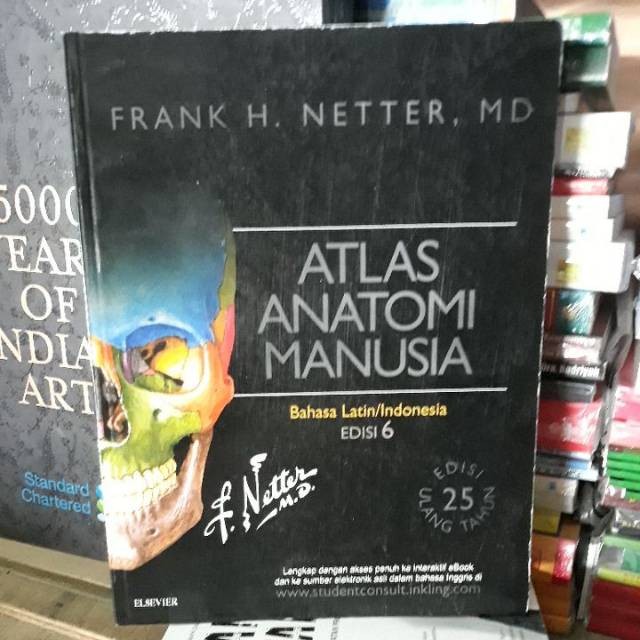 FRANK H. NETTER, MD
ATLAS
ANATOMI
MANUSIA
Bahasa Latin/Indonesia
EDISI 6
F. Netter
M.D.
EDISI
25
ULANG TAHUN
Lengkap dengan akses penuh ke interaktif eBook
dan ke sumber elektronik asli dalam bahasa Inggris di
www.studentconsult.inkling.com
ELSEVIER
5000
YEAR
OF
INDIA
ART
Standard
Chartered